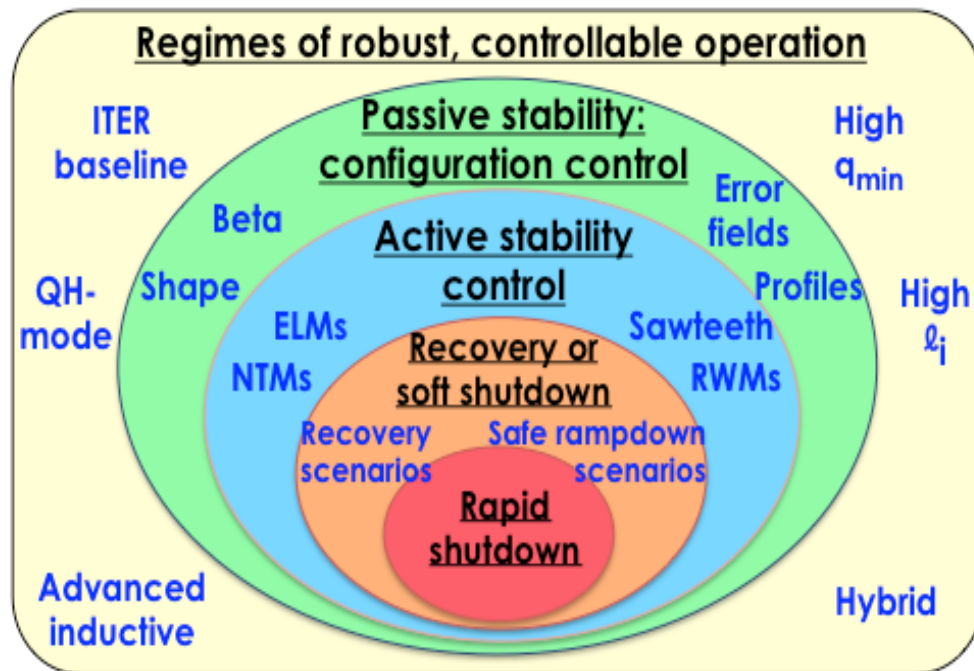 Regimes of robust, controllable operation
Passive stability:
configuration control
ITER
baseline
High
qmin
Beta
Error
fields
Active stability
control
QH-
mode
Shape
Profiles
High
ℓi
ELMs
Sawteeth
NTMs
RWMs
Recovery or
soft shutdown
Recovery
scenarios
Safe rampdown
scenarios
Rapid
shutdown
Advanced
inductive
Hybrid